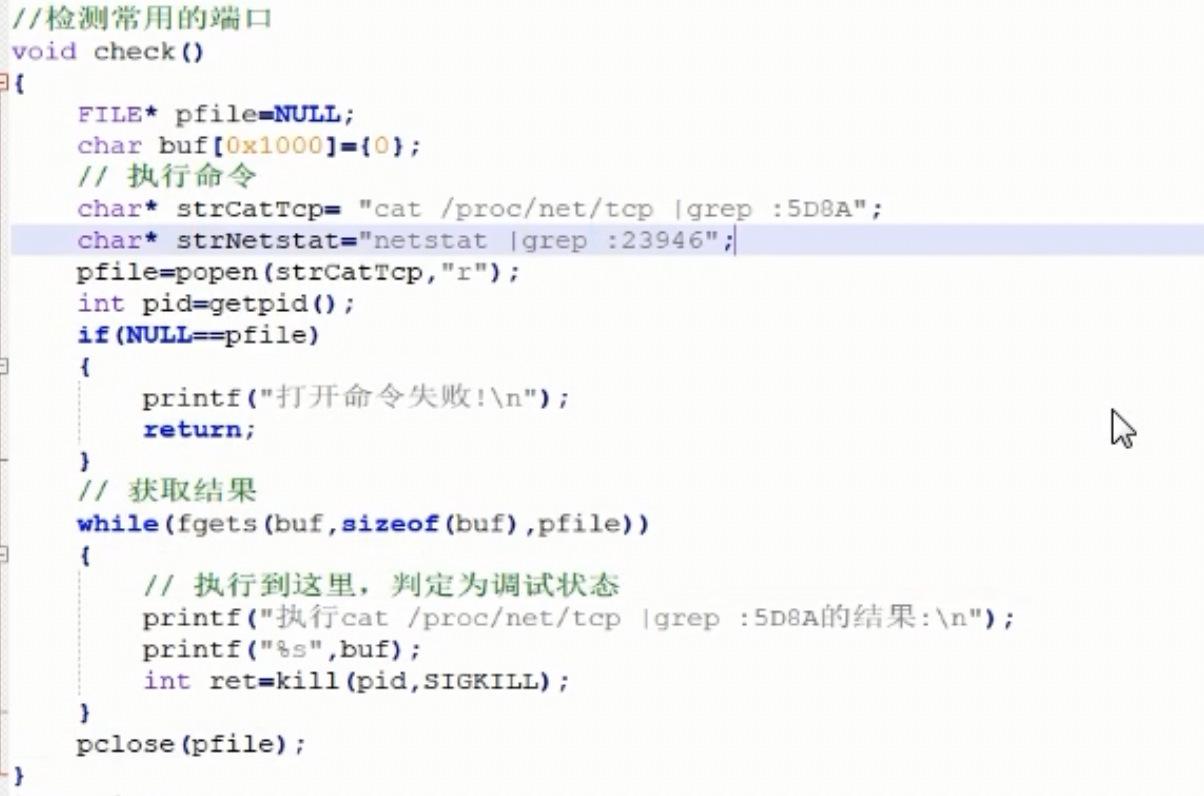 //检测常用的端口
void check()
{
    FILE* pfile=NULL;
    char buf[0x1000]={0};
    // 执行命令
    char* strCatTcp= "cat /proc/net/tcp |grep :5D8A";
    char* strNetstat="netstat |grep :23946";
    pfile=popen(strCatTcp,"r");
    int pid=getpid();
    if(NULL==pfile)
    {
        printf("打开命令失败!\n");
        return;
    }
    // 获取结果
    while(fgets(buf,sizeof(buf),pfile))
    {
        // 执行到这里，判定为调试状态
        printf("执行cat /proc/net/tcp |grep :5D8A的结果:\n");
        printf("%s",buf);
        int ret=kill(pid,SIGKILL);
    }
    pclose(pfile);
}